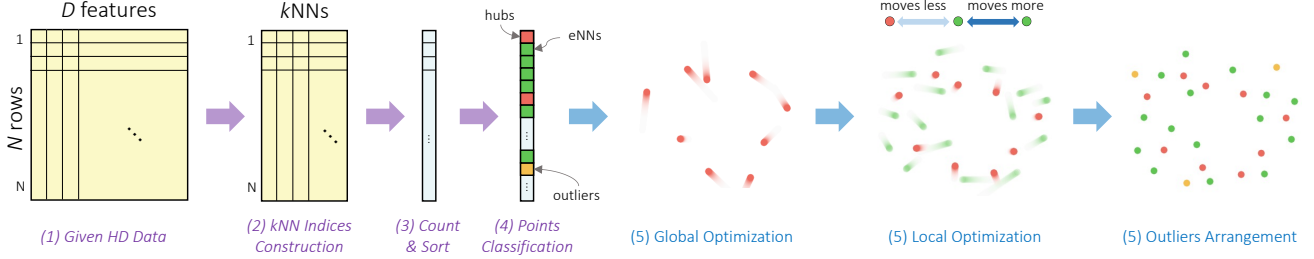 D features
kNNs
hubs
eNNs
moves less
moves more
1
N rows
N
1
N
outliers
(1) Given HD Data
(2) kNN Indices
Construction
(3) Count
& Sort
(4) Points
Classification
(5) Global Optimization
(5) Local Optimization
(5) Outliers Arrangement